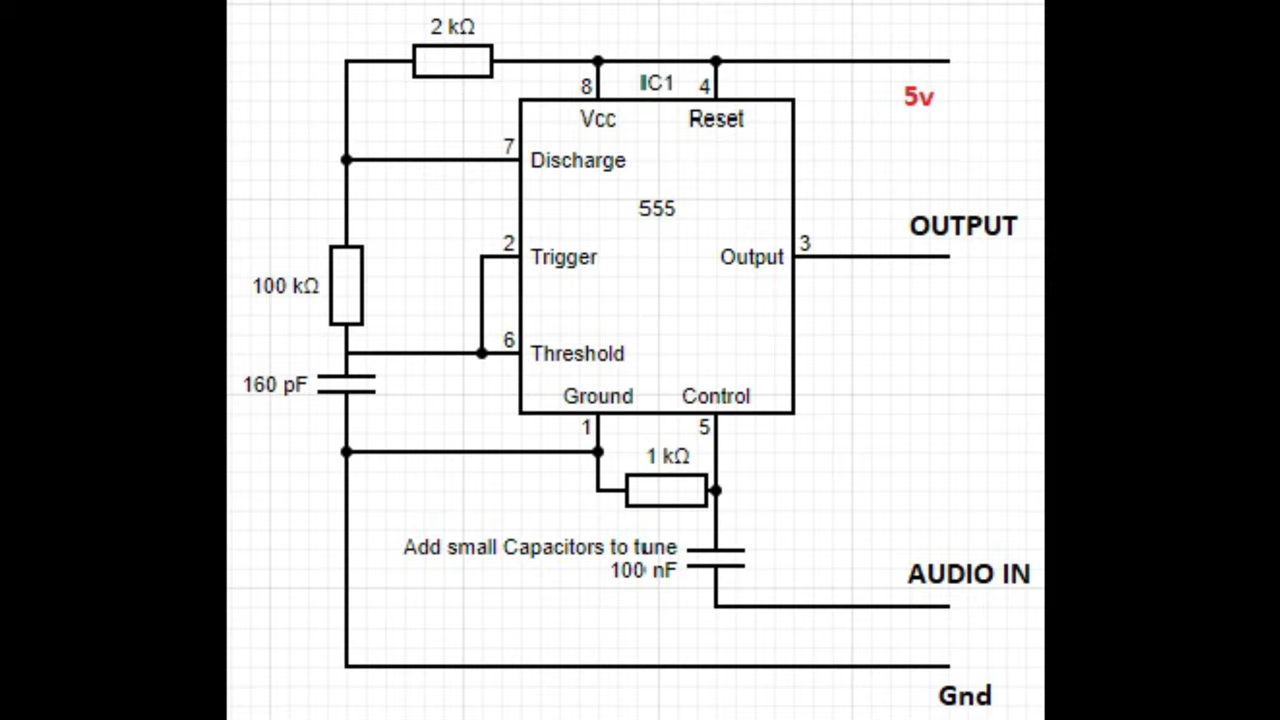 2 kΩ
8
IC1
4
5v
Vcc
Reset
7
Discharge
555
OUTPUT
2
Trigger
Output
3
100 kΩ
6
Threshold
160 pF
Ground
Control
1
5
1 kΩ
Add small Capacitors to tune
100 nF
AUDIO IN
Gnd